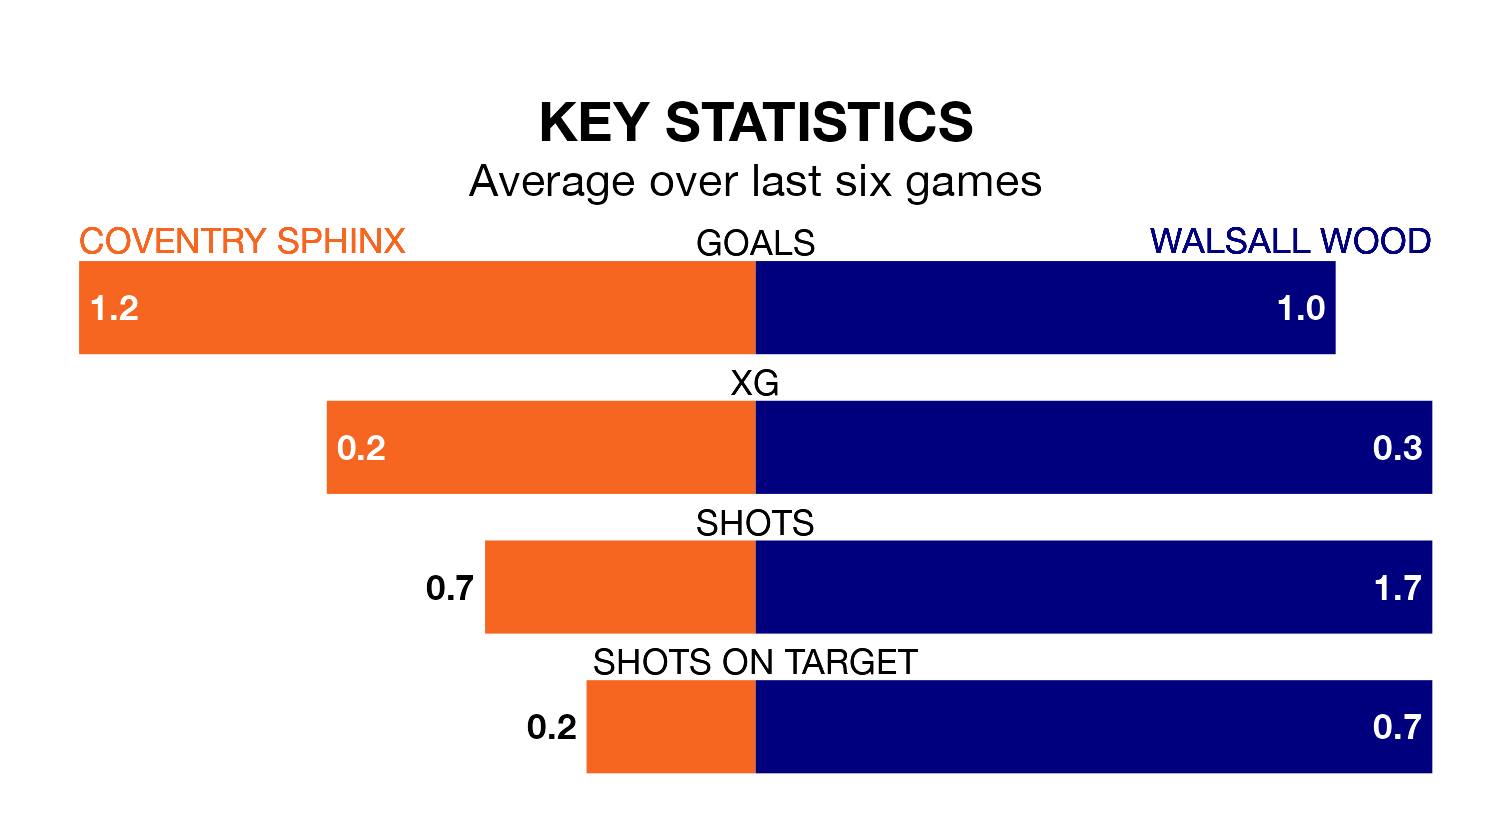 KEY STATISTICS
Average over last six games
COVENTRY SPHINX GOALS WALSALL WOOD
1.2 1.0
XG
0.2 0.3
SHOTS
0.7 1.7
SHOTS ON TARGET
0.2 0.7